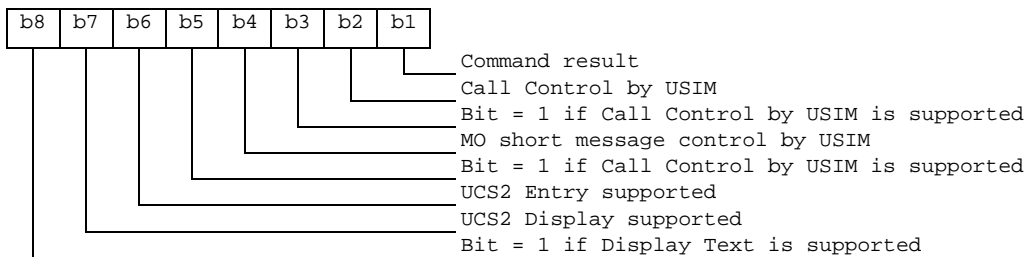 b8 b7 b6 b5 b4 b3 b2 b1
Command result
Call Control by USIM
Bit = 1 if Call Control by USIM is supported
MO short message control by USIM
Bit = 1 if Call Control by USIM is supported
UCS2 Entry supported
UCS2 Display supported
Bit = 1 if Display Text is supported